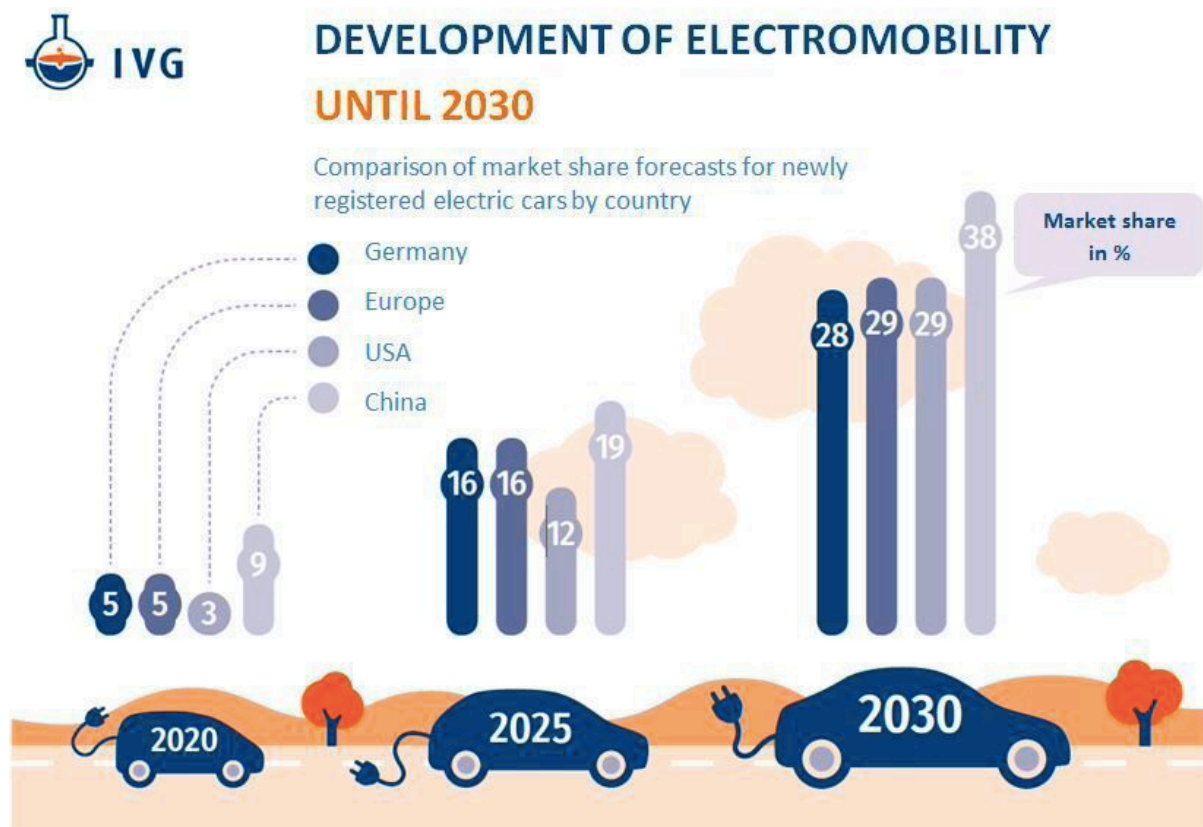 IVG
DEVELOPMENT OF ELECTROMOBILITY
UNTIL 2030
Comparison of market share forecasts for newly
registered electric cars by country
Germany
Europe
USA
China
Market share
in %
5
5
3
9
16
16
12
19
28
29
29
38
2020
2025
2030